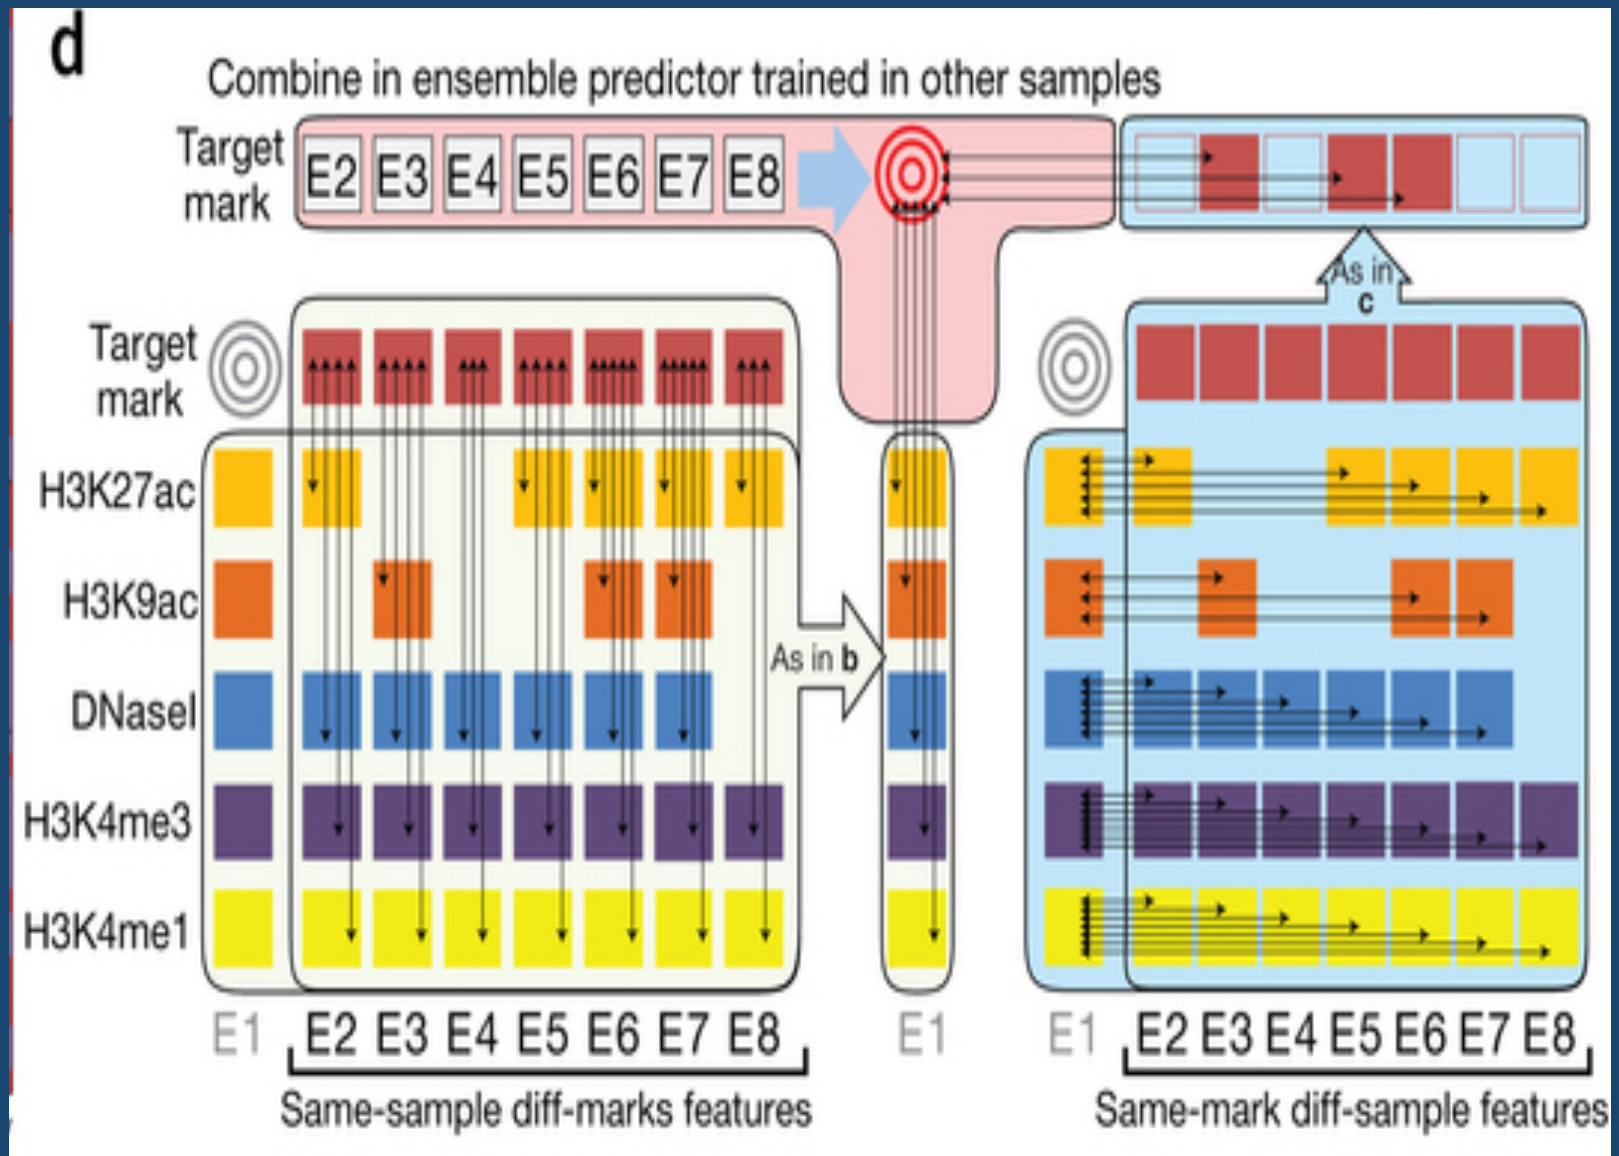 d
Combine in ensemble predictor trained in other samples
Target
mark
E2 E3 E4 E5 E6 E7 E8
As in
c
Target
mark
H3K27ac
H3K9ac
As in b
DNaseI
H3K4me3
H3K4me1
E1 E2 E3 E4 E5 E6 E7 E8 E1 E1 E2 E3 E4 E5 E6 E7 E8
Same-sample diff-marks features
Same-mark diff-sample features